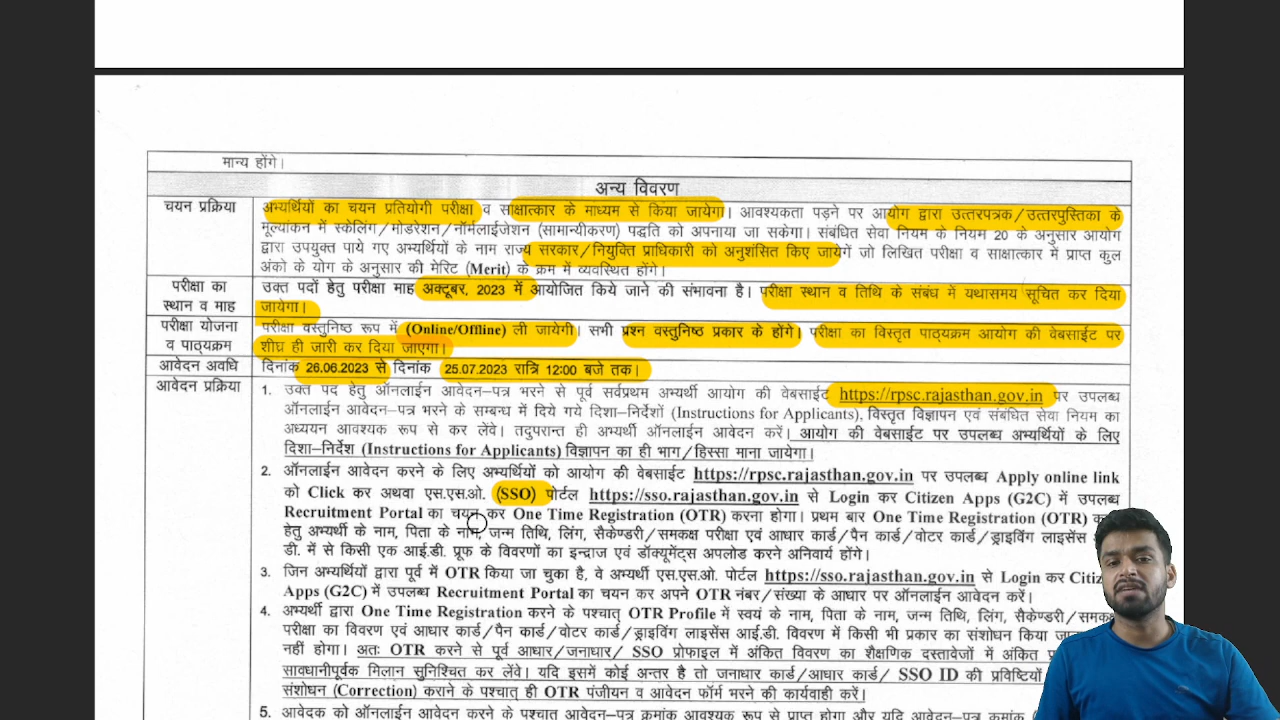 मान्य होंगे।
अन्य विवरण
चयन प्रक्रिया
अभ्यर्थियों का चयन प्रतियोगी परीक्षा व साक्षात्कार के माध्यम से किया जायेगा। आवश्यकता पड़ने पर आयोग द्वारा उत्तरपत्रक/उत्तरपुस्तिका के
मूल्यांकन में स्केलिंग/मोडरेशन/नॉर्मलाईजेशन (सामान्यीकरण) पद्धति को अपनाया जा सकेगा। संबंधित सेवा नियम के नियम 20 के अनुसार आयोग
द्वारा उपयुक्त पाये गए अभ्यर्थियों के नाम राज्य सरकार/नियुक्ति प्राधिकारी को अनुशंसित किए जायेगें जो लिखित परीक्षा व साक्षात्कार में प्राप्त कुल
अंको के योग के अनुसार की मेरिट (Merit) के क्रम में व्यवस्थित होंगे।
परीक्षा का
स्थान व माह
उक्त पदों हेतु परीक्षा माह अक्टूबर, 2023 में आयोजित किये जाने की संभावना है। परीक्षा स्थान व तिथि के संबंध में यथासमय सूचित कर दिया
जायेगा।
परीक्षा योजना
व पाठ्यक्रम
परीक्षा वस्तुनिष्ठ रूप में (Online/Offline) ली जायेगी। सभी प्रश्न वस्तुनिष्ठ प्रकार के होंगे। परीक्षा का विस्तृत पाठ्यक्रम आयोग की वेबसाईट पर
शीघ्र ही जारी कर दिया जाएगा।
आवेदन अवधि
दिनांक 26.06.2023 से दिनांक 25.07.2023 रात्रि 12:00 बजे तक।
आवेदन प्रक्रिया
1. उक्त पद हेतु ऑनलाईन आवेदन–पत्र भरने से पूर्व सर्वप्रथम अभ्यर्थी आयोग की वेबसाईट https://rpsc.rajasthan.gov.in पर उपलब्ध
ऑनलाईन आवेदन–पत्र भरने के सम्बन्ध में दिये गये दिशा–निर्देशों (Instructions for Applicants), विस्तृत विज्ञापन एवं संबंधित सेवा नियम का
अध्ययन आवश्यक रूप से कर लेवे। तदुपरान्त ही अभ्यर्थी ऑनलाईन आवेदन करें। आयोग की वेबसाईट पर उपलब्ध अभ्यर्थियों के लिए
दिशा–निर्देश (Instructions for Applicants) विज्ञापन का ही भाग/हिस्सा माना जायेगा।
2. ऑनलाईन आवेदन करने के लिए अभ्यर्थियों को आयोग की वेबसाईट https://rpsc.rajasthan.gov.in पर उपलब्ध Apply online link
को Click कर अथवा एस.एस.ओ. (SSO) पोर्टल https://sso.rajasthan.gov.in से Login कर Citizen Apps (G2C) में उपलब्ध
Recruitment Portal का चयन कर One Time Registration (OTR) करना होगा। प्रथम बार One Time Registration (OTR)
हेतु अभ्यर्थी के नाम, पिता के नाम, जन्म तिथि, लिंग, सैकेण्डरी/समकक्ष परीक्षा एवं आधार कार्ड/पैन कार्ड/वोटर कार्ड/ड्राइविंग लाइसेंस
डी. में से किसी एक आई.डी. प्रूफ के विवरणों का इन्द्राज एवं डॉक्यूमेंट्स अपलोड करने अनिवार्य होंगे।
3. जिन अभ्यर्थियों द्वारा पूर्व में OTR किया जा चुका है, वे अभ्यर्थी एस.एस.ओ. पोर्टल https://sso.rajasthan.gov.in से Login कर
Apps (G2C) में उपलब्ध Recruitment Portal का चयन कर अपने OTR नंबर/संख्या के आधार पर ऑनलाईन आवेदन करें।
4. अभ्यर्थी द्वारा One Time Registration करने के पश्चात् OTR Profile में स्वयं के नाम, पिता के नाम, जन्म तिथि, लिंग, सैकेण्डरी/समकक्ष
परीक्षा का विवरण एवं आधार कार्ड/पैन कार्ड/वोटर कार्ड/ड्राइविंग लाइसेंस आई.डी. विवरण में किसी भी प्रकार का संशोधन किया
नहीं होगा। अतः OTR करने से पूर्व आधार/जनाधार/ SSO प्रोफाइल में अंकित विवरण का शैक्षणिक दस्तावेजों में अंकित
सावधानीपूर्वक मिलान सुनिश्चित कर लेंवे। यदि इसमें कोई अन्तर है तो जनाधार कार्ड/आधार कार्ड/ SSO ID की प्रविष्टियों
संशोधन (Correction) कराने के पश्चात् ही OTR पंजीयन व आवेदन फॉर्म भरने की कार्यवाही करें।
5. आवेदक को ऑनलाईन आवेदन करने के पश्चात आवेदन–पत्र क्रमांक आवश्यक रूप से प्राप्त होगा और यदि आवेदन क्रमांक